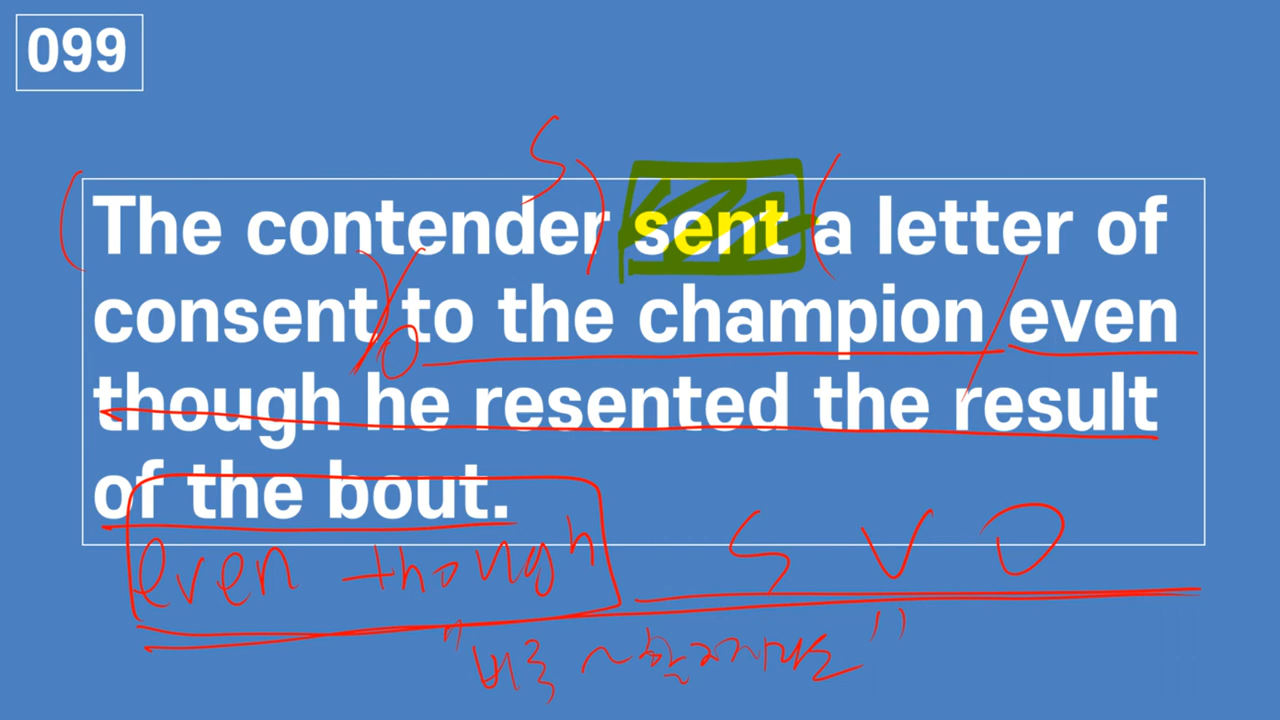 099
S
The contender sent a letter of
consent to the champion even
O
though he resented the result
of the bout.
even though S V O
"비록 ~할지라도"